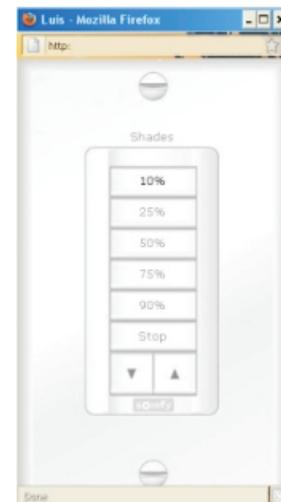 Luis - Mozilla Firefox
http:
Shades
10%
25%
50%
75%
90%
Stop
somfy
Done